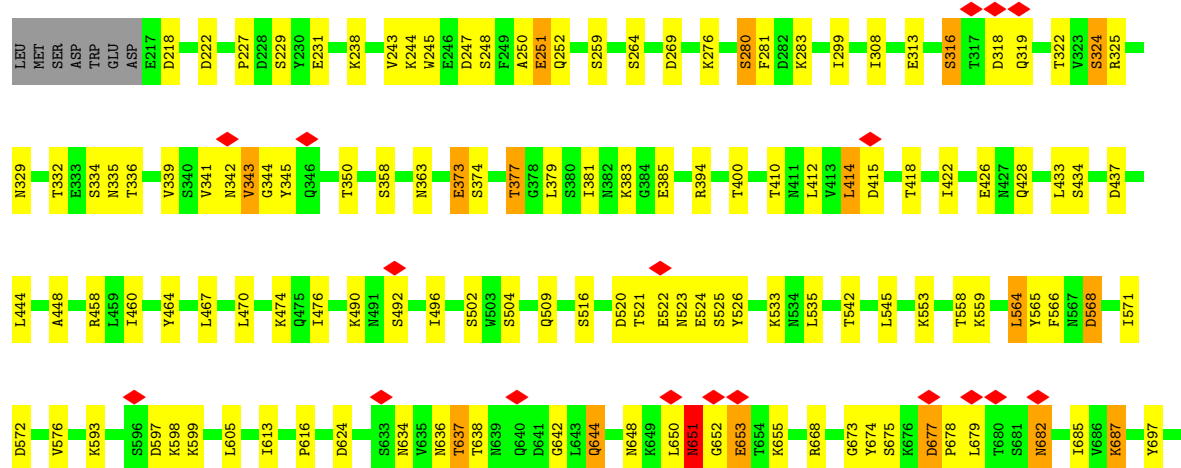 LEU MET SER ASP TRP GLU ASP E217 D218 D222 P227 D228 S229 Y230 E231 K238 V243 K244 W245 E246 D247 S248 F249 A250 E251 Q252 S259 S264 D269 K276 S280 F281 D282 K283 I299 I308 E313 S316 T317 D318 Q319 T322 V323 S324 R325
N329 T332 E333 S334 N335 T336 V339 S340 V341 N342 V343 G344 Y345 Q346 T350 S358 N363 E373 S374 T377 G378 L379 S380 I381 N382 K383 G384 E385 R394 T400 T410 N411 L412 V413 L414 D415 T418 I422 E426 N427 Q428 L433 S434 D437
L444 A448 R458 L459 I460 Y464 L467 L470 K474 Q475 I476 K490 N491 S492 I496 S502 W503 S504 Q509 S516 D520 T521 E522 N523 E524 S525 Y526 K533 N534 L535 T542 L545 K553 T558 K559 L564 Y565 F566 N567 D568 I571
D572 V576 K593 S596 D597 K598 K599 L605 I613 P616 D624 S633 N634 V635 N636 T637 T638 N639 Q640 D641 G642 L643 Q644 N648 K649 L650 N651 G652 E653 T654 K655 R668 G673 Y674 S675 K676 D677 P678 L679 T680 S681 N682 I685 V686 K687 Y697